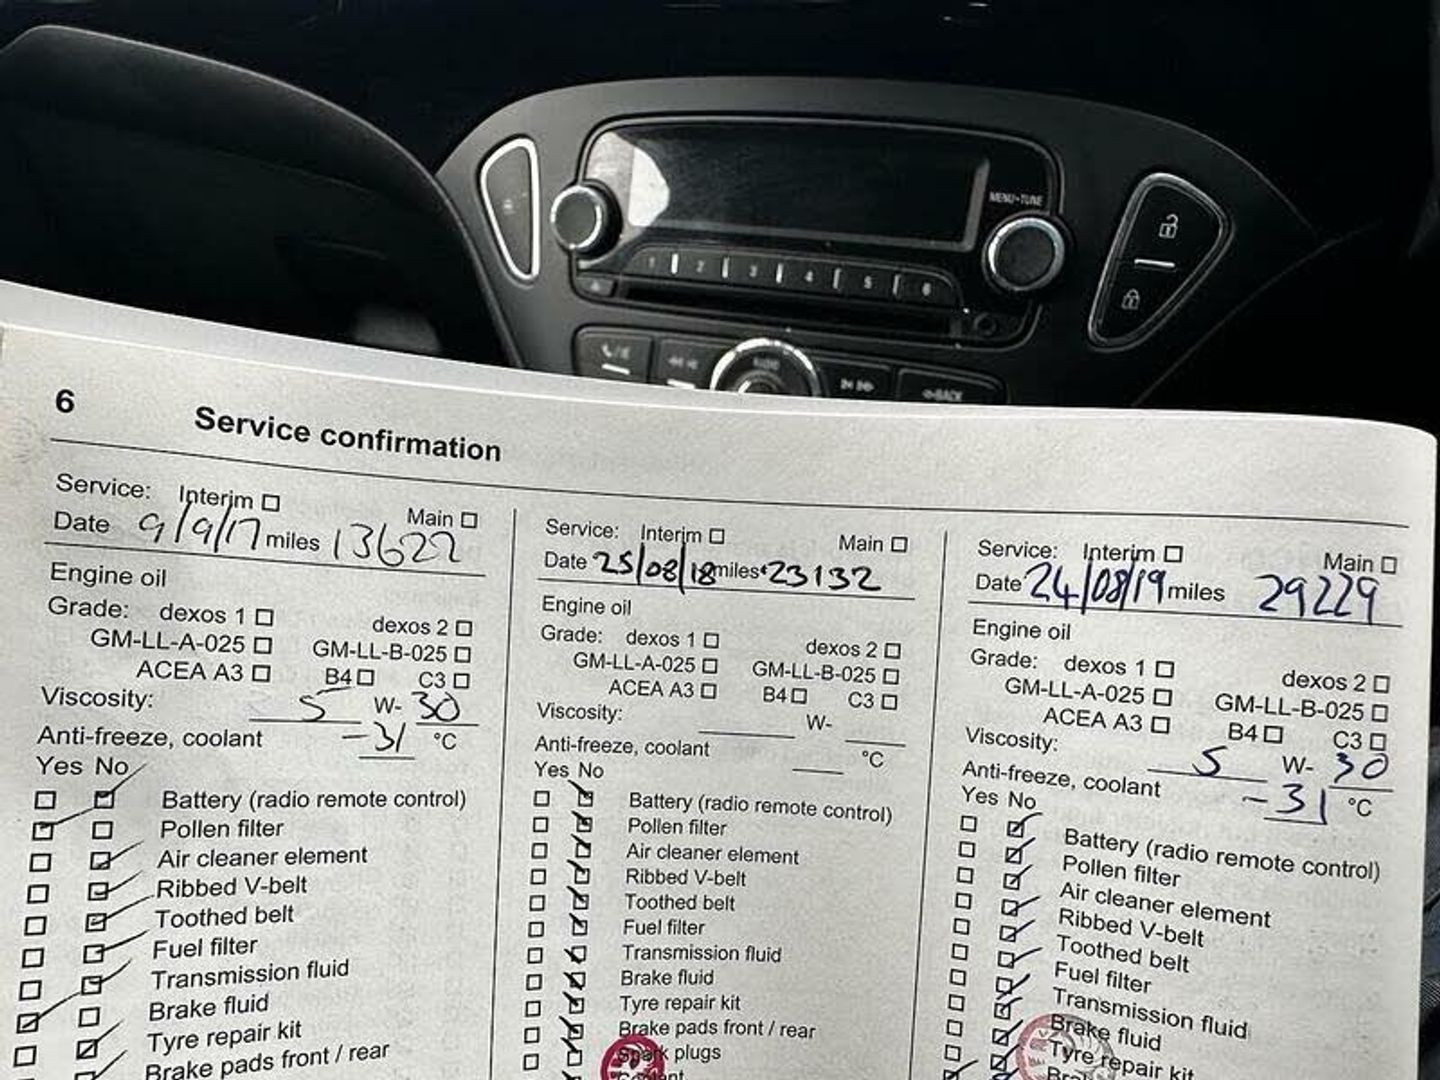 MENU-TUNE
1 2 3 4 5 6
RADIO
BACK
6 Service confirmation
Service: Interim
Main
Date 9/9/17 miles 13622
Engine oil
Grade: dexos 1 dexos 2
GM-LL-A-025 GM-LL-B-025
ACEA A3 B4 C3
Viscosity: 5 W- 30
Anti-freeze, coolant -31 °C
Yes No
Battery (radio remote control)
Pollen filter
Air cleaner element
Ribbed V-belt
Toothed belt
Fuel filter
Transmission fluid
Brake fluid
Tyre repair kit
Brake pads front / rear
Service: Interim Main
Date 25/08/18 miles 23132
Engine oil
Grade: dexos 1 dexos 2
GM-LL-A-025 GM-LL-B-025
ACEA A3 B4 C3
Viscosity: W-
Anti-freeze, coolant °C
Yes No
Battery (radio remote control)
Pollen filter
Air cleaner element
Ribbed V-belt
Toothed belt
Fuel filter
Transmission fluid
Brake fluid
Tyre repair kit
Brake pads front / rear
Spark plugs
Coolant
Service: Interim Main
Date 24/08/19 miles 29229
Engine oil
Grade: dexos 1 dexos 2
GM-LL-A-025 GM-LL-B-025
ACEA A3 B4 C3
Viscosity: 5 W- 30
Anti-freeze, coolant -31 °C
Yes No
Battery (radio remote control)
Pollen filter
Air cleaner element
Ribbed V-belt
Toothed belt
Fuel filter
Transmission fluid
Brake fluid
Tyre repair kit